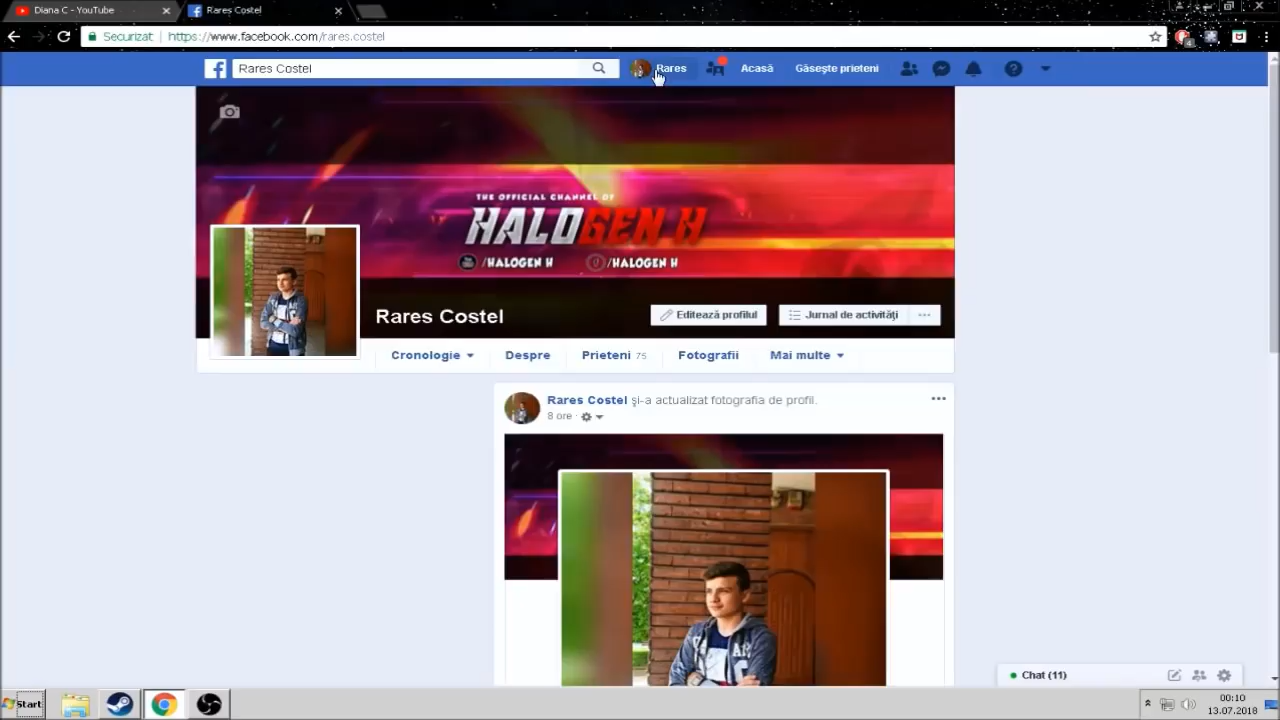 Diana C - YouTube
Rares Costel
Securizat
https://www.facebook.com/rares.costel
Rares Costel
Rares
Acasă
Găsește prieteni
THE OFFICIAL CHANNEL OF
HALOGEN H
/HALOGEN H
/HALOGEN H
Rares Costel
Editează profilul
Jurnal de activități
Cronologie
Despre
Prieteni 75
Fotografii
Mai multe
Rares Costel și-a actualizat fotografia de profil.
8 ore
Chat (11)
Start
00:10
13.07.2018